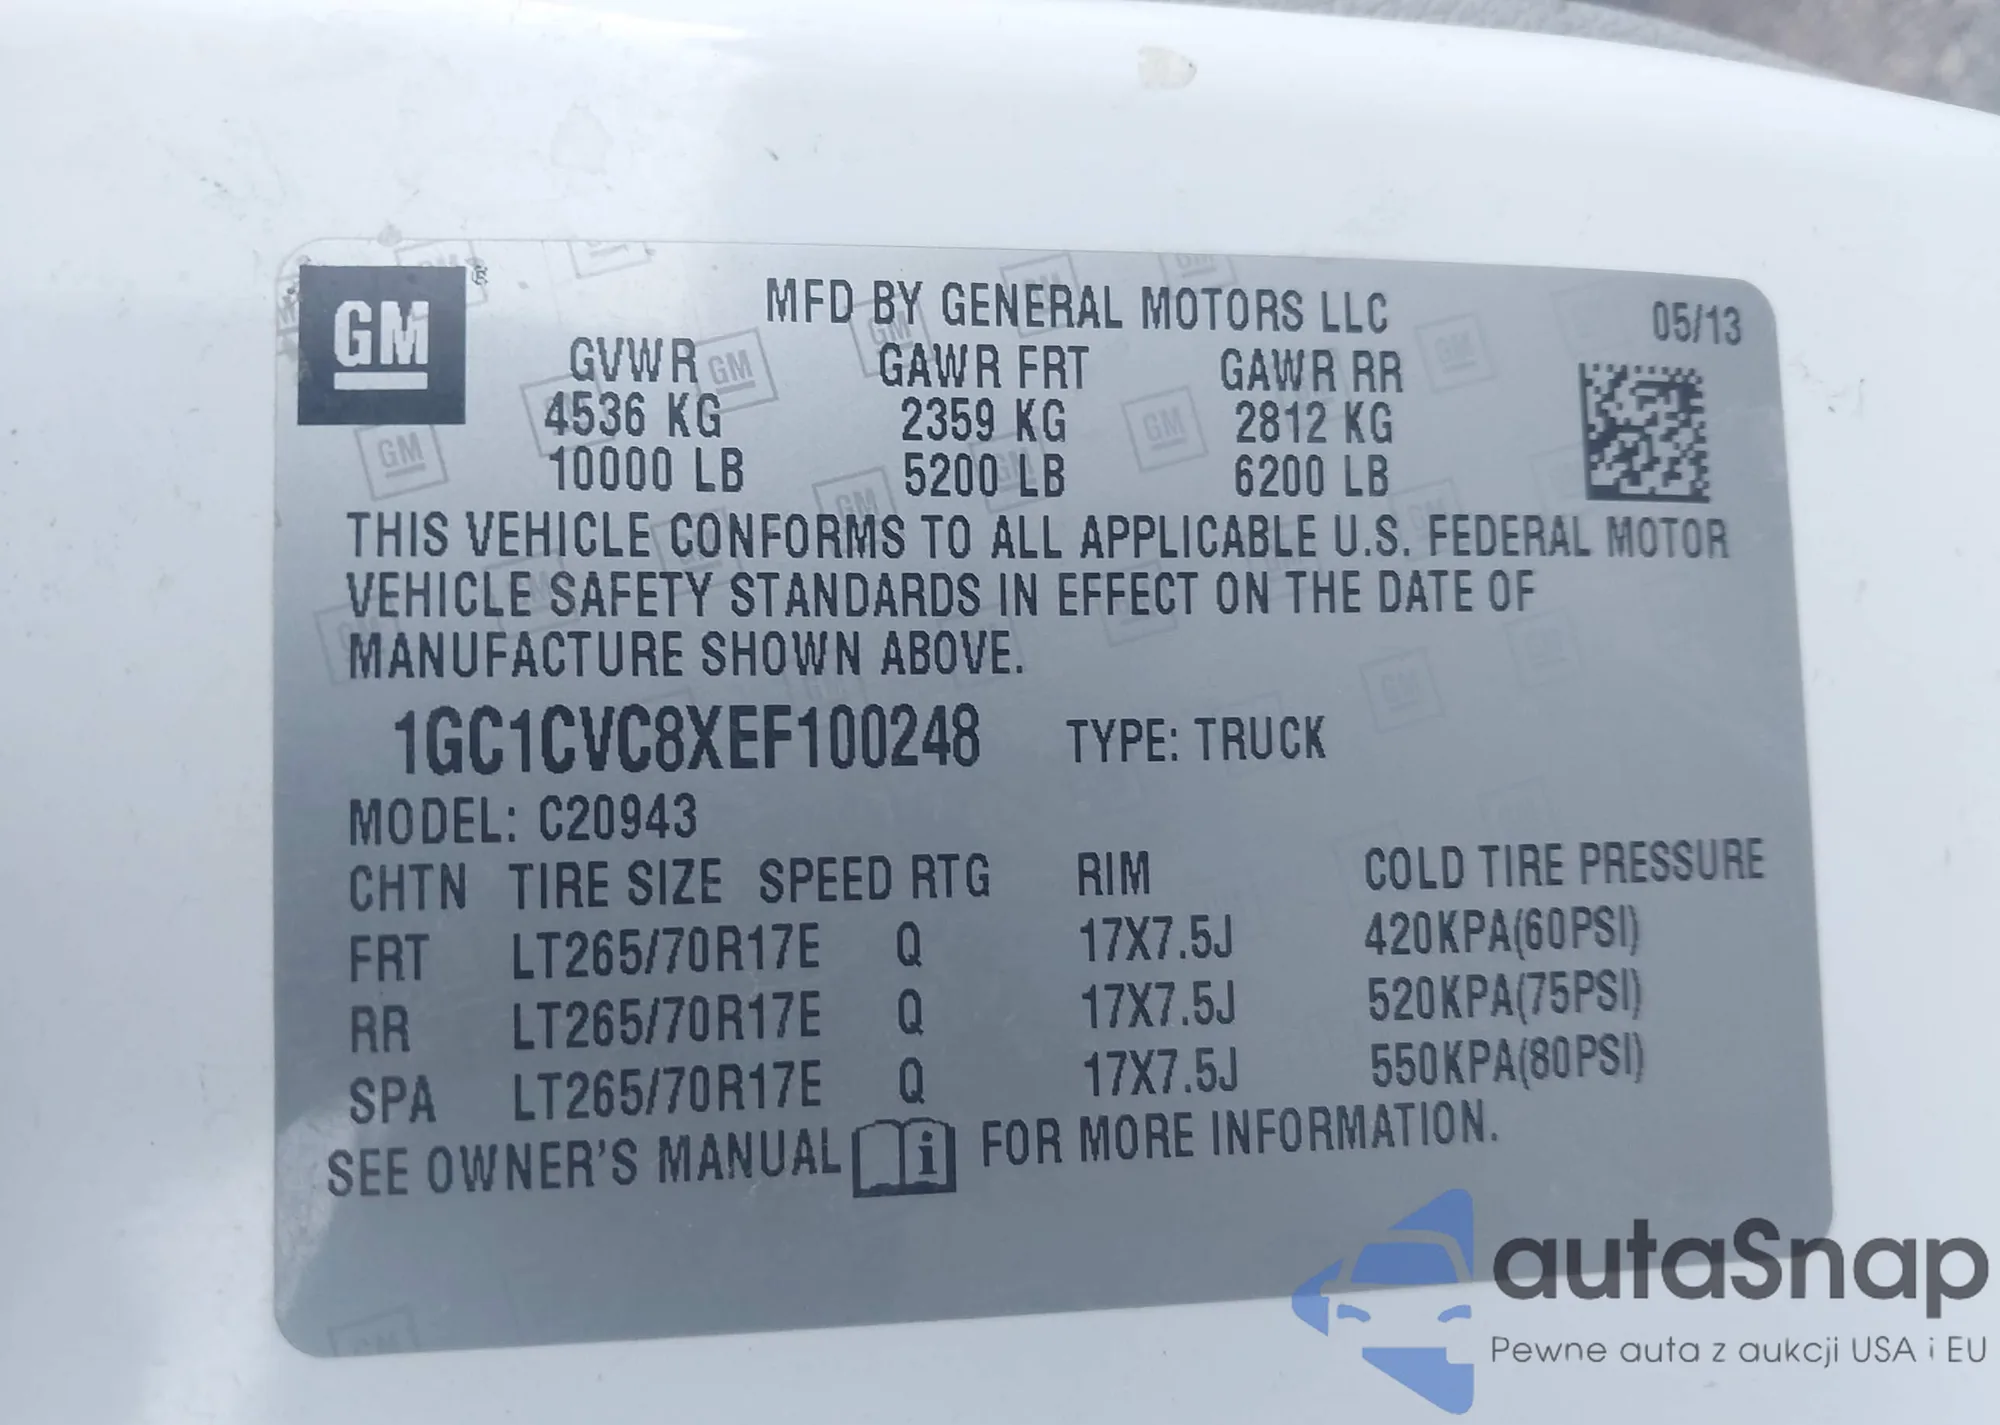 GM
MFD BY GENERAL MOTORS LLC 05/13
GVWR GAWR FRT GAWR RR
4536 KG 2359 KG 2812 KG
10000 LB 5200 LB 6200 LB
THIS VEHICLE CONFORMS TO ALL APPLICABLE U.S. FEDERAL MOTOR
VEHICLE SAFETY STANDARDS IN EFFECT ON THE DATE OF
MANUFACTURE SHOWN ABOVE.
1GC1CVC8XEF100248 TYPE: TRUCK
MODEL: C20943
CHTN TIRE SIZE SPEED RTG RIM COLD TIRE PRESSURE
FRT LT265/70R17E Q 17X7.5J 420KPA(60PSI)
RR LT265/70R17E Q 17X7.5J 520KPA(75PSI)
SPA LT265/70R17E Q 17X7.5J 550KPA(80PSI)
SEE OWNER'S MANUAL i FOR MORE INFORMATION.
autaSnap
Pewne auta z aukcji USA i EU